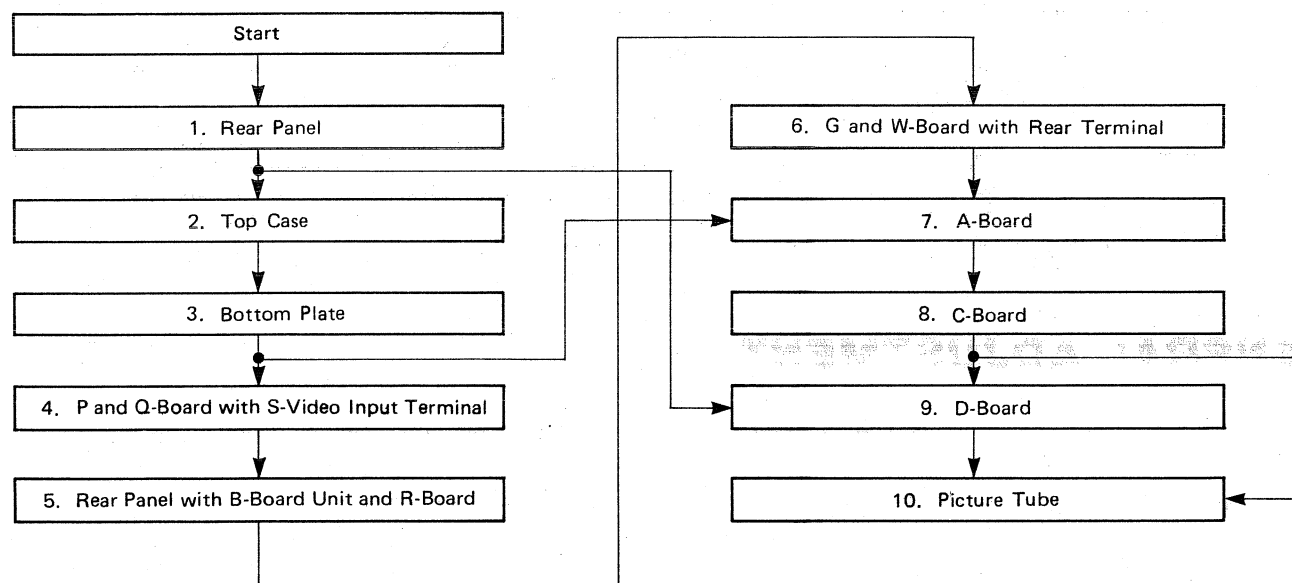 Start
1. Rear Panel
2. Top Case
3. Bottom Plate
4. P and Q-Board with S-Video Input Terminal
5. Rear Panel with B-Board Unit and R-Board
6. G and W-Board with Rear Terminal
7. A-Board
8. C-Board
9. D-Board
10. Picture Tube